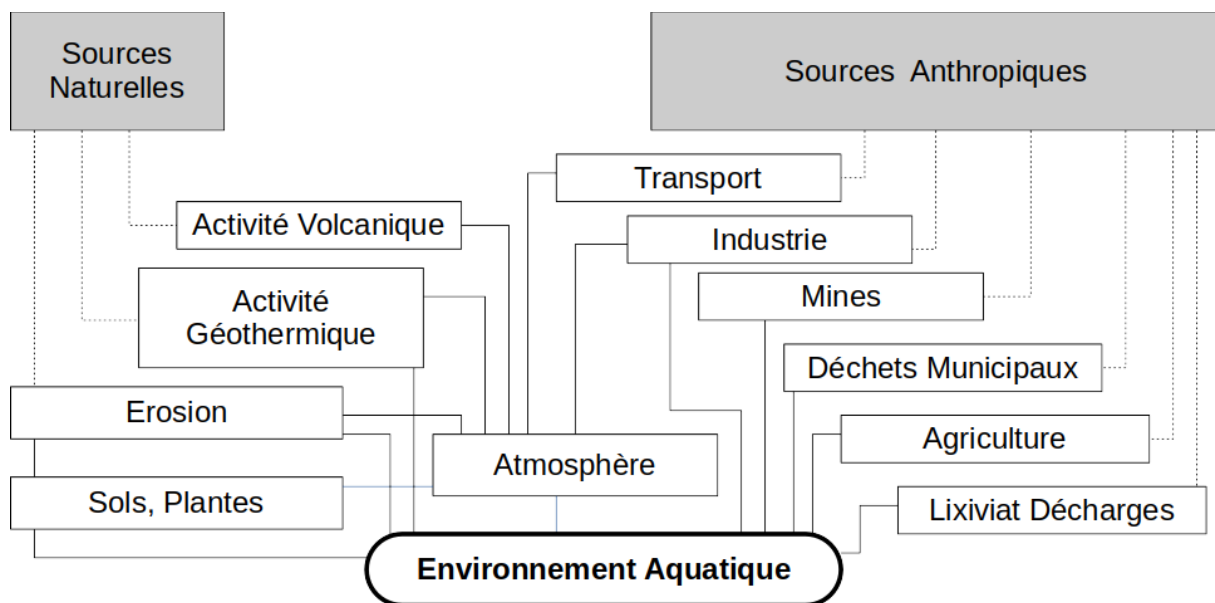 Sources
Naturelles
Sources Anthropiques
Transport
Activité Volcanique
Industrie
Activité
Géothermique
Mines
Déchets Municipaux
Erosion
Agriculture
Atmosphère
Sols, Plantes
Lixiviat Décharges
Environnement Aquatique